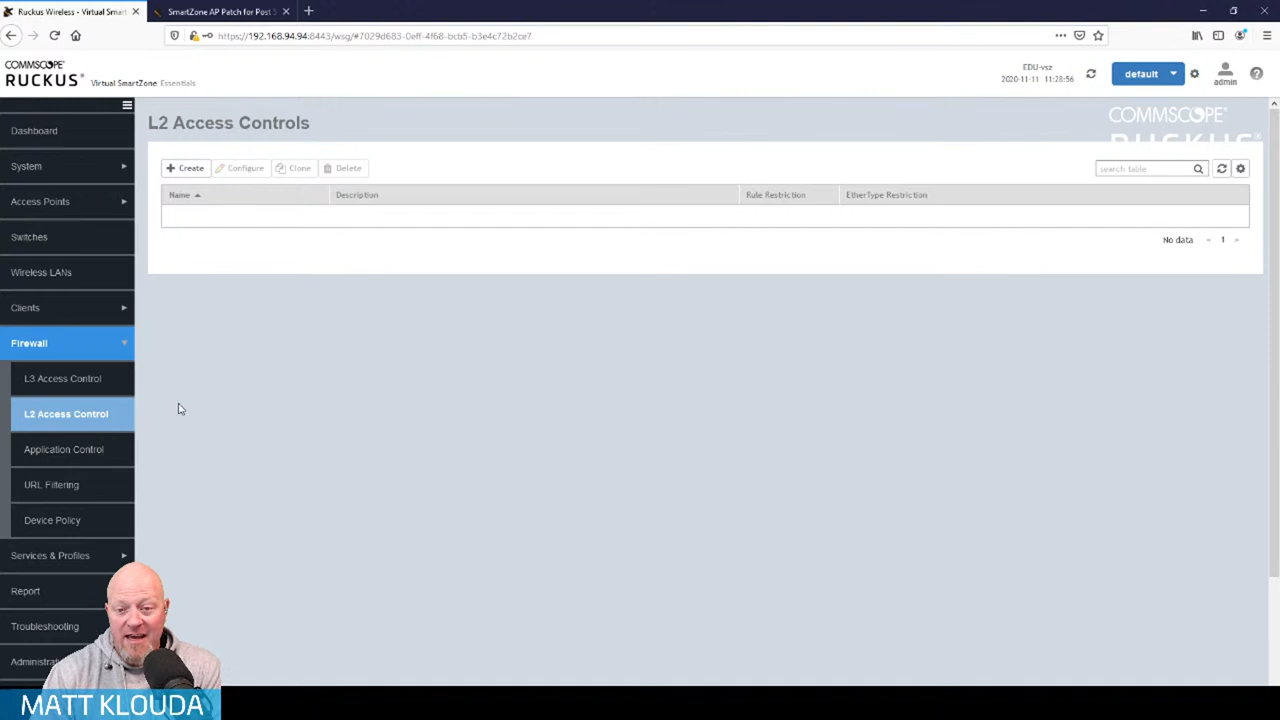 Ruckus Wireless - Virtual Smar
SmartZone AP Patch for Post
https://192.168.94.94:8443/wsg/#7029d683-0eff-4f68-bcb5-b3e4c72b2ce7
COMMSCOPE
RUCKUS
Virtual SmartZone Essentials
EDU-vsz
2020-11-11 11:28:56
default
admin
Dashboard
System
Access Points
Switches
Wireless LANs
Clients
Firewall
L3 Access Control
L2 Access Control
Application Control
URL Filtering
Device Policy
Services & Profiles
Report
Troubleshooting
Administrat
L2 Access Controls
COMMSCOPE
RUCKUS
Create Configure Clone Delete
search table
Name Description Rule Restriction EtherType Restriction
No data 1
MATT KLOUDA